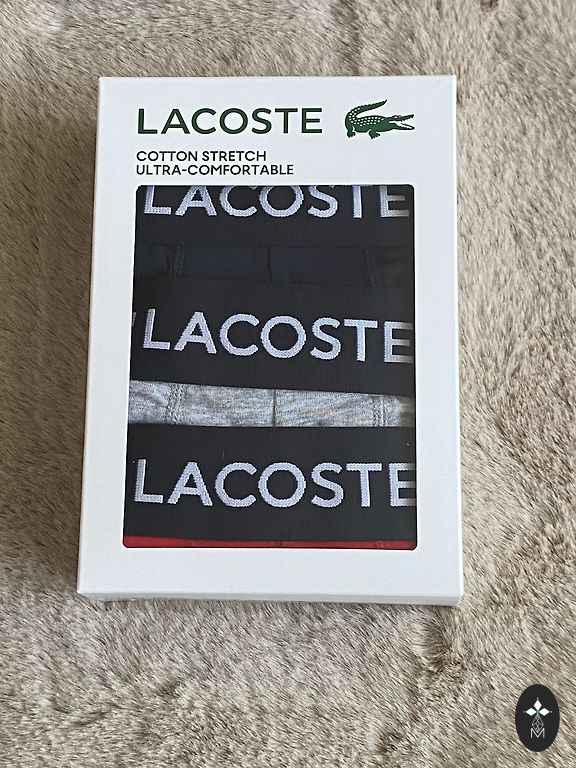 LACOSTE
COTTON STRETCH
ULTRA-COMFORTABLE
LACOSTE
LACOSTE
LACOSTE
M